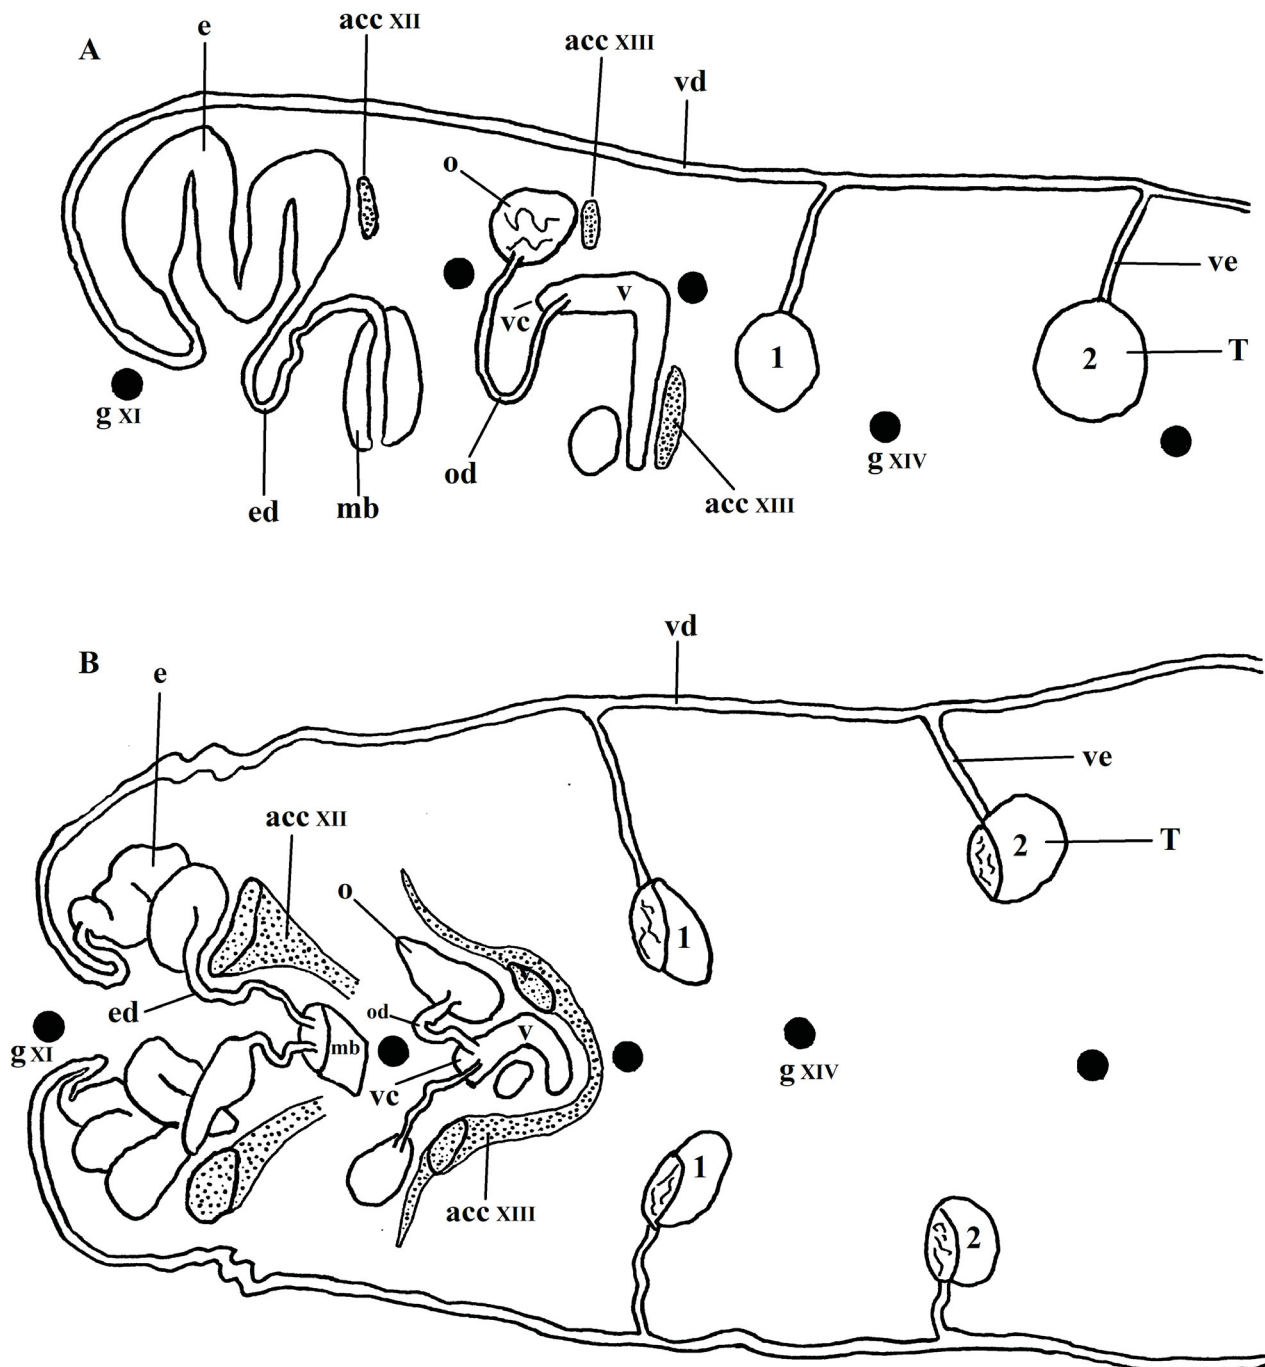 A
e
acc XII
acc XIII
vd
o
ve
v
vc
1
2
T
g XI
g XIV
od
ed
mb
acc XIII
B
vd
e
ve
acc XII
2
T
o
v
1
od
ed
v
mb
g XI
g XIV
vc
1
acc XIII
2